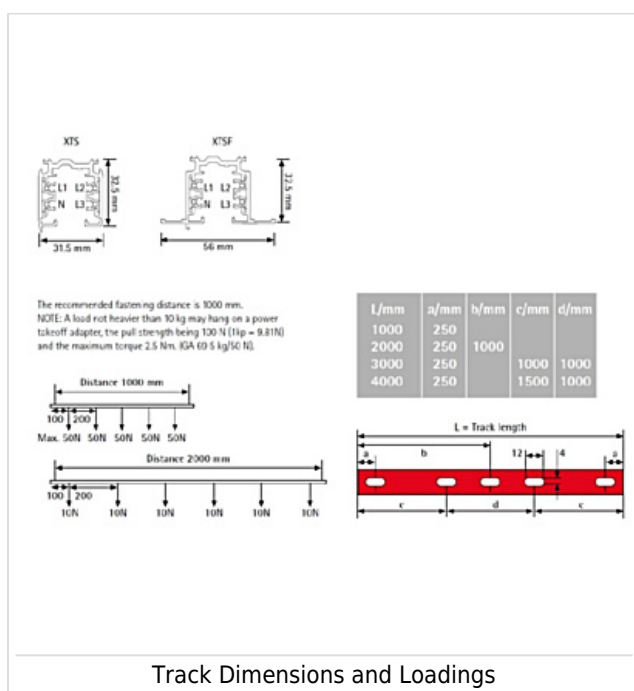 XTS XTSF
L1 L2
N L3
32.5 mm
31.5 mm
L1 L2
N L3
32.5 mm
56 mm
The recommended fastening distance is 1000 mm.
NOTE: A load not heavier than 10 kg may hang on a power
takeoff adapter, the pull strength being 100 N (1kp = 9.81N)
and the maximum torque 2.5 Nm. (GA 69 5 kg/50 N).
L/mm a/mm b/mm c/mm d/mm
1000 250
2000 250 1000
3000 250 1000 1000
4000 250 1500 1000
Distance 1000 mm
100 200
Max. 50N 50N 50N 50N 50N
Distance 2000 mm
100 200
10N 10N 10N 10N 10N 10N
L = Track length
a b 12 4 a
c d c
Track Dimensions and Loadings